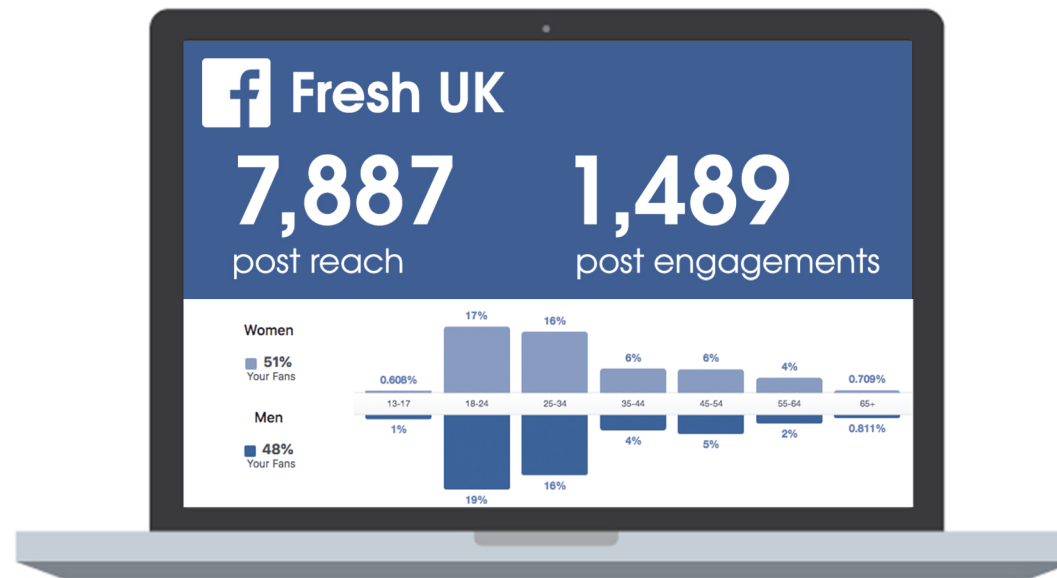 f Fresh UK
7,887
post reach
1,489
post engagements
Women
51%
Your Fans
Men
48%
Your Fans
17%
16%
6%
6%
4%
0.608%
0.709%
13-17 18-24 25-34 35-44 45-54 55-64 65+
1%
19%
16%
4%
5%
2%
0.811%